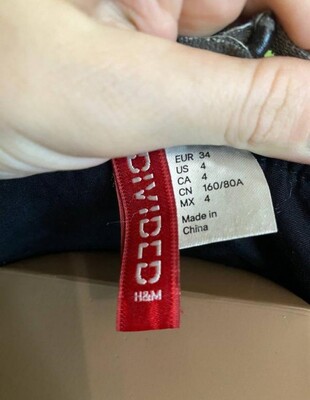 DIVIDED
H&M
EUR 34
US 4
CA 4
CN 160/80A
MX 4
Made in
China